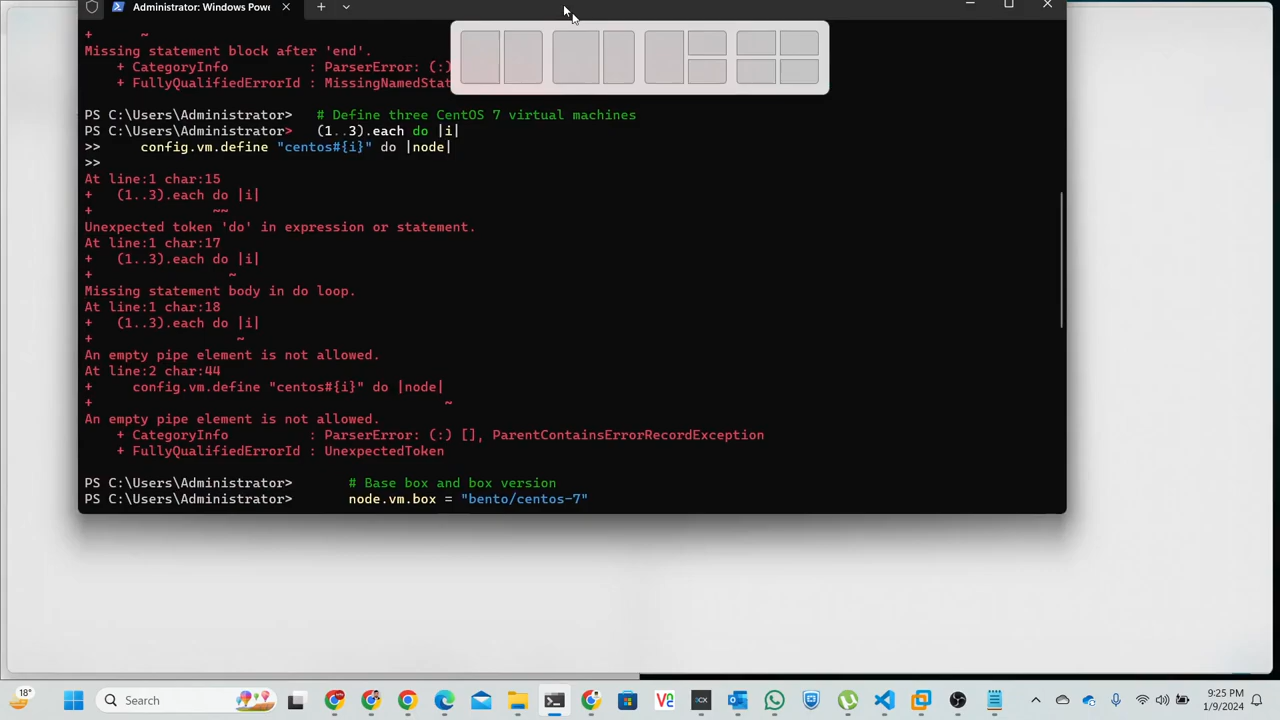 Administrator: Windows Powe
+ ~
Missing statement block after 'end'.
+ CategoryInfo : ParserError: (:)
+ FullyQualifiedErrorId : MissingNamedStat
PS C:\Users\Administrator> # Define three CentOS 7 virtual machines
PS C:\Users\Administrator> (1..3).each do |i|
>> config.vm.define "centos#{i}" do |node|
>>
At line:1 char:15
+ (1..3).each do |i|
+ ~~
Unexpected token 'do' in expression or statement.
At line:1 char:17
+ (1..3).each do |i|
+ ~
Missing statement body in do loop.
At line:1 char:18
+ (1..3).each do |i|
+ ~
An empty pipe element is not allowed.
At line:2 char:44
+ config.vm.define "centos#{i}" do |node|
+ ~
An empty pipe element is not allowed.
+ CategoryInfo : ParserError: (:) [], ParentContainsErrorRecordException
+ FullyQualifiedErrorId : UnexpectedToken
PS C:\Users\Administrator> # Base box and box version
PS C:\Users\Administrator> node.vm.box = "bento/centos-7"
18°
Search
9:25 PM
1/9/2024